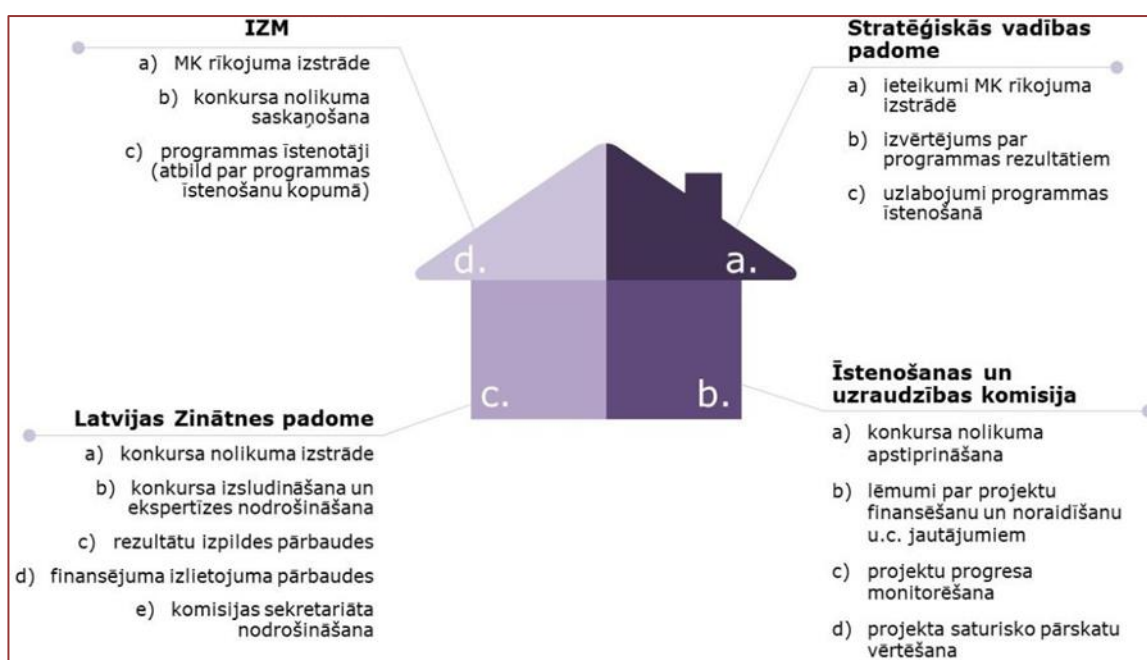 IZM
a) MK rīkojuma izstrāde
b) konkursa nolikuma
saskaņošana
c) programmas īstenotāji
(atbild par programmas
īstenošanu kopumā)
Stratēģiskās vadības
padome
a) ieteikumi MK rīkojuma
izstrādē
b) izvērtējums par
programmas rezultātiem
c) uzlabojumi programmas
īstenošanā
d.
a.
c.
b.
Latvijas Zinātnes padome
a) konkursa nolikuma izstrāde
b) konkursa izsludināšana un
ekspertīzes nodrošināšana
c) rezultātu izpildes pārbaudes
d) finansējuma izlietojuma pārbaudes
e) komisijas sekretariāta
nodrošināšana
Īstenošanas un
uzraudzības komisija
a) konkursa nolikuma
apstiprināšana
b) lēmumi par projektu
finansēšanu un noraidīšanu
u.c. jautājumiem
c) projektu progresa
monitorēšana
d) projekta saturisko pārskatu
vērtēšana